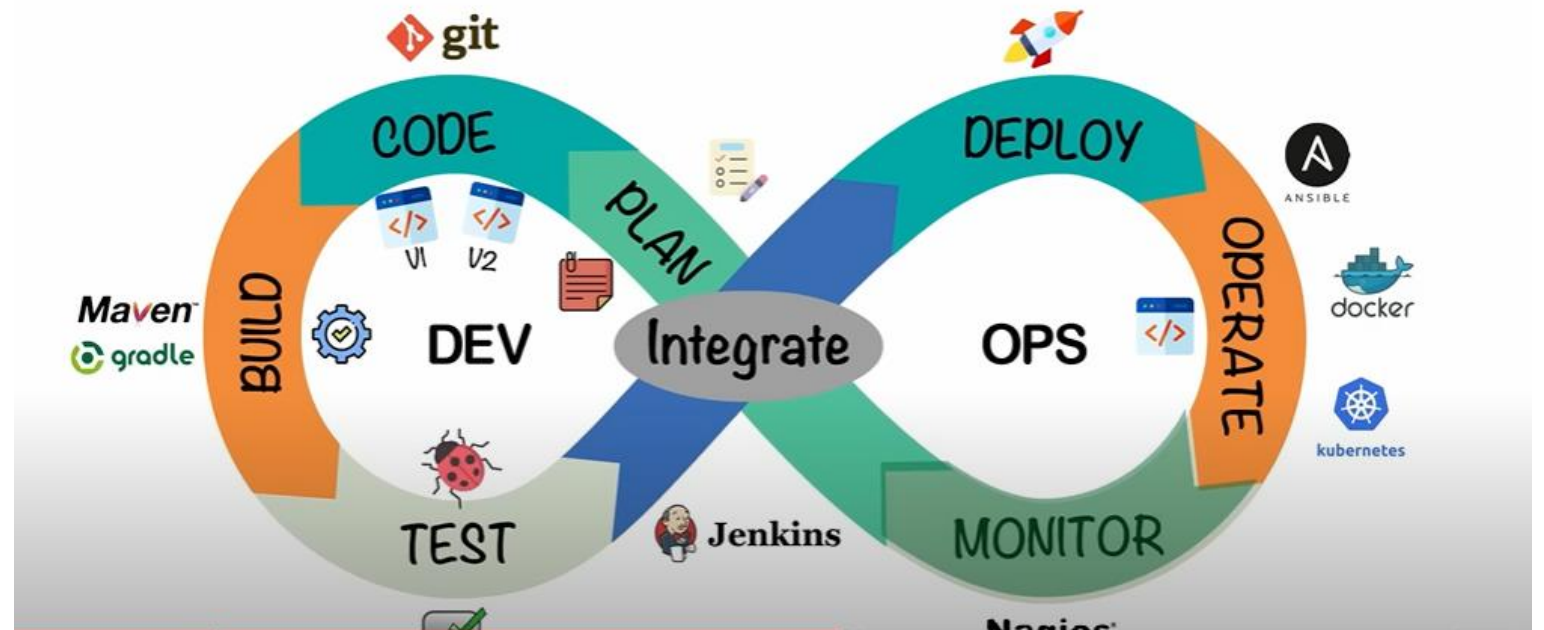 git
CODE
DEPLOY
PLAN
ANSIBLE
V1 V2
OPERATE
BUILD
Maven™
gradle
DEV
Integrate
OPS
docker
kubernetes
TEST
Jenkins
MONITOR
Nagios